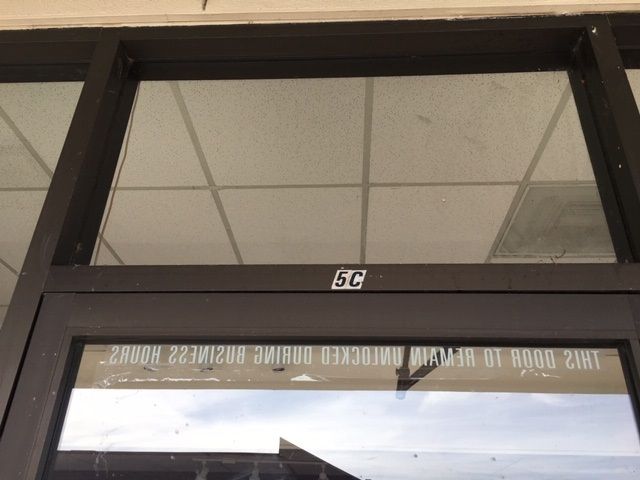 5C
THIS DOOR TO REMAIN UNLOCKED DURING BUSINESS HOURS